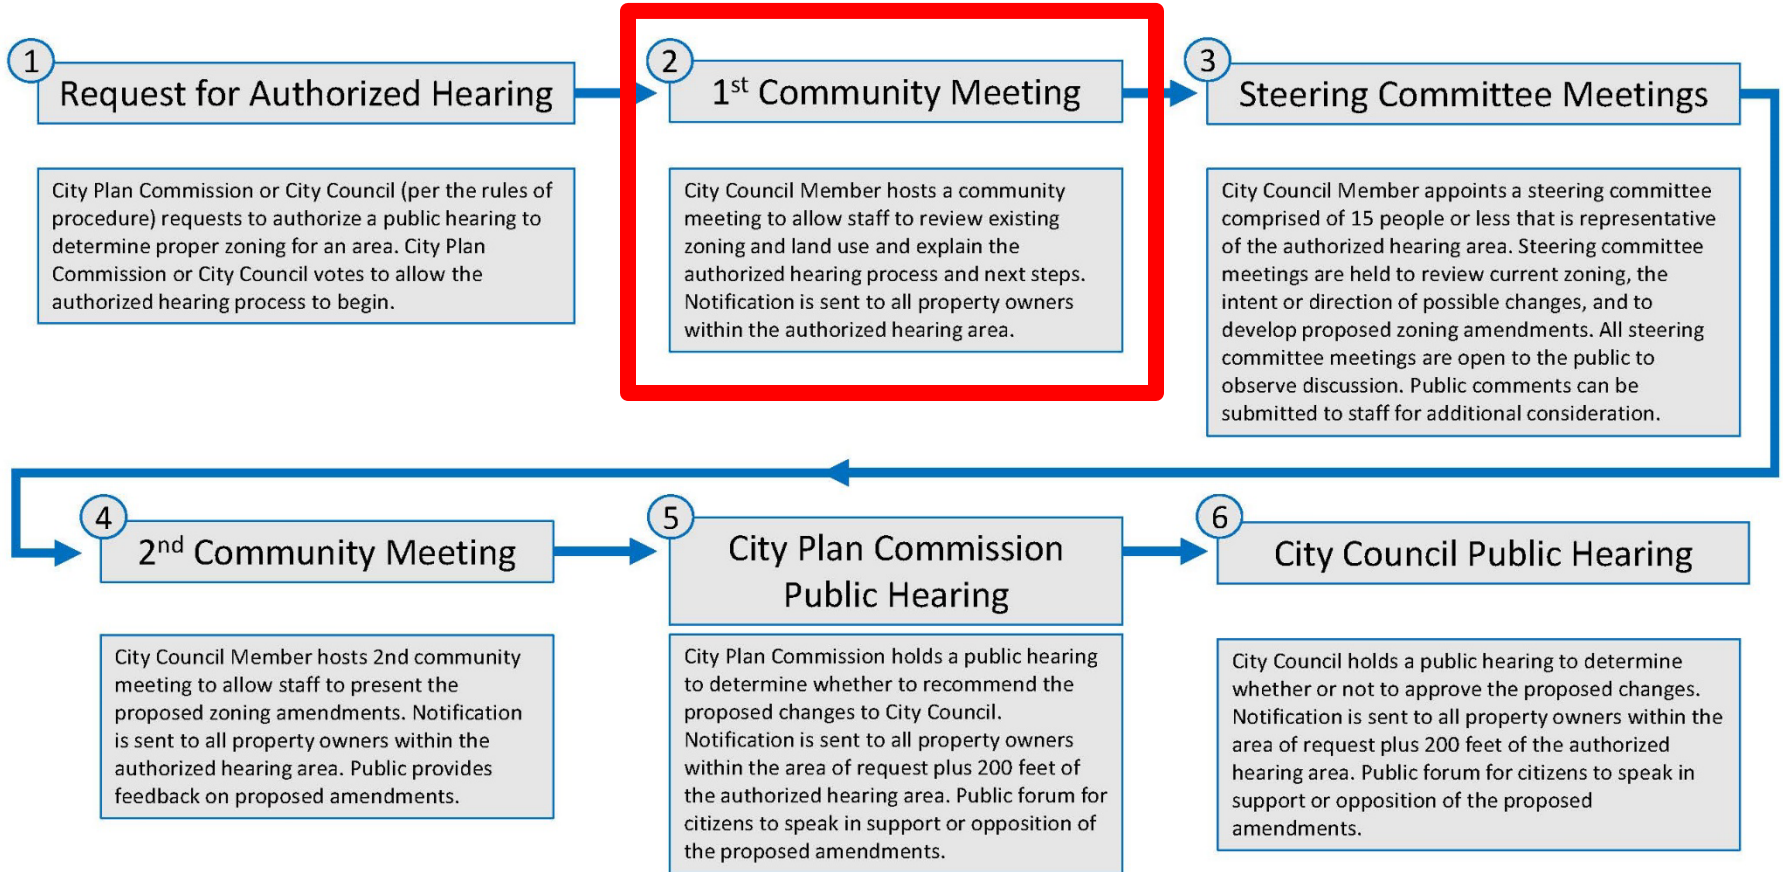 1
Request for Authorized Hearing
City Plan Commission or City Council (per the rules of
procedure) requests to authorize a public hearing to
determine proper zoning for an area. City Plan
Commission or City Council votes to allow the
authorized hearing process to begin.
2
1st Community Meeting
City Council Member hosts a community
meeting to allow staff to review existing
zoning and land use and explain the
authorized hearing process and next steps.
Notification is sent to all property owners
within the authorized hearing area.
3
Steering Committee Meetings
City Council Member appoints a steering committee
comprised of 15 people or less that is representative
of the authorized hearing area. Steering committee
meetings are held to review current zoning, the
intent or direction of possible changes, and to
develop proposed zoning amendments. All steering
committee meetings are open to the public to
observe discussion. Public comments can be
submitted to staff for additional consideration.
4
2nd Community Meeting
City Council Member hosts 2nd community
meeting to allow staff to present the
proposed zoning amendments. Notification
is sent to all property owners within the
authorized hearing area. Public provides
feedback on proposed amendments.
5
City Plan Commission
Public Hearing
City Plan Commission holds a public hearing
to determine whether to recommend the
proposed changes to City Council.
Notification is sent to all property owners
within the area of request plus 200 feet of
the authorized hearing area. Public forum for
citizens to speak in support or opposition of
the proposed amendments.
6
City Council Public Hearing
City Council holds a public hearing to determine
whether or not to approve the proposed changes.
Notification is sent to all property owners within the
area of request plus 200 feet of the authorized
hearing area. Public forum for citizens to speak in
support or opposition of the proposed
amendments.